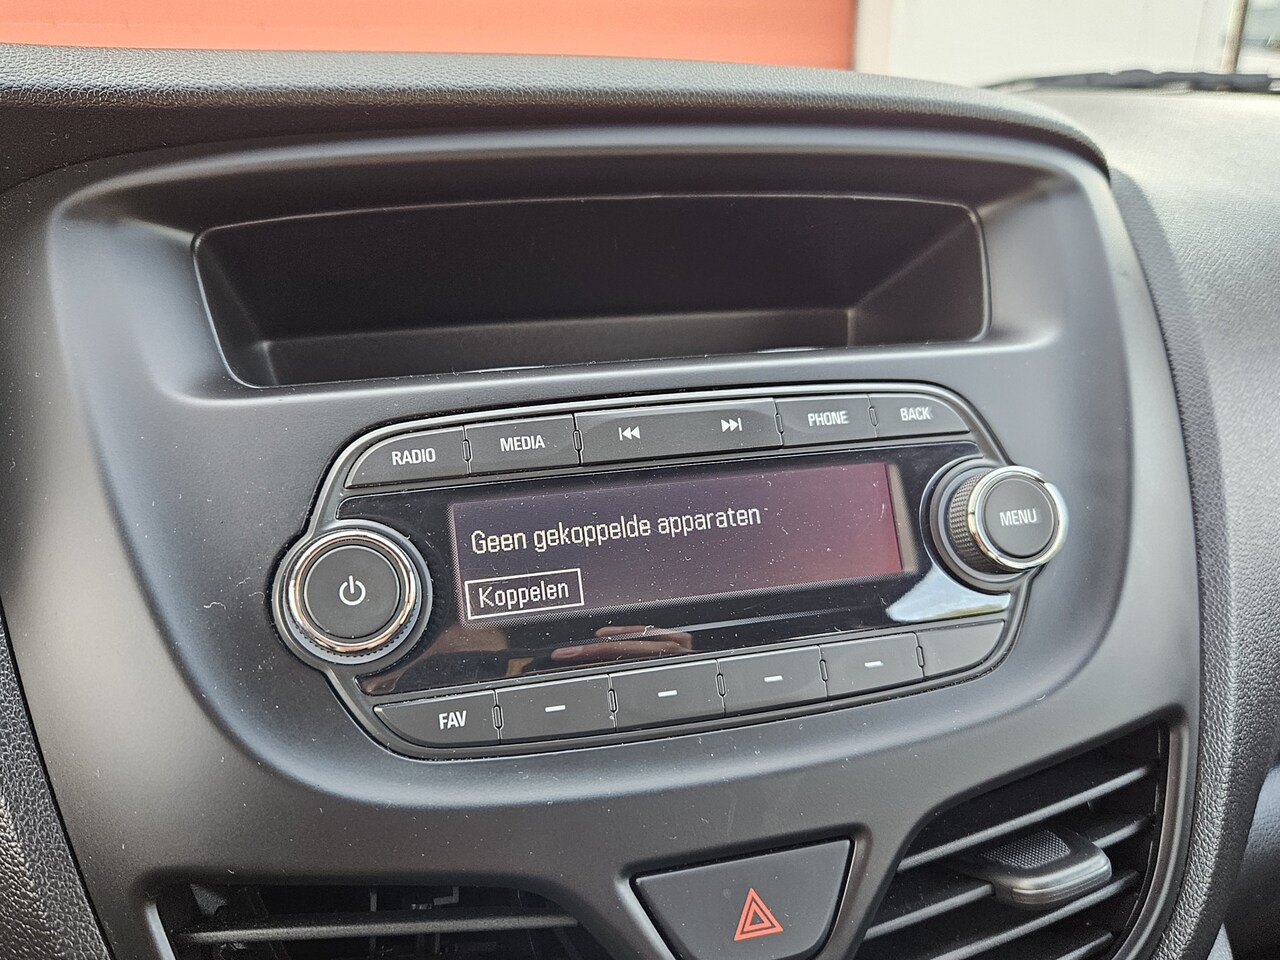 RADIO MEDIA PHONE BACK
Geen gekoppelde apparaten
MENU
Koppelen
FAV